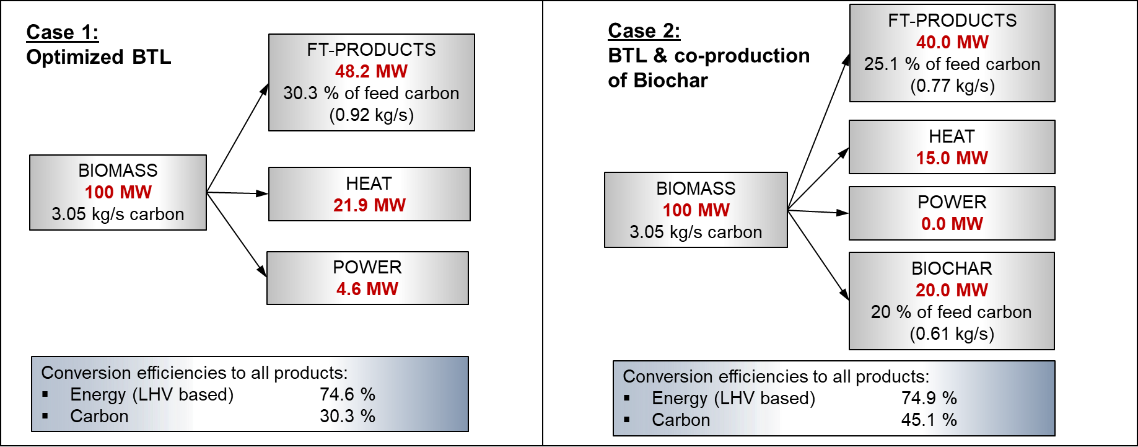 Case 1:
Optimized BTL
FT-PRODUCTS
48.2 MW
30.3 % of feed carbon
(0.92 kg/s)
BIOMASS
100 MW
3.05 kg/s carbon
HEAT
21.9 MW
POWER
4.6 MW
Conversion efficiencies to all products:
▪ Energy (LHV based) 74.6 %
▪ Carbon 30.3 %
Case 2:
BTL & co-production
of Biochar
FT-PRODUCTS
40.0 MW
25.1 % of feed carbon
(0.77 kg/s)
HEAT
15.0 MW
BIOMASS
100 MW
3.05 kg/s carbon
POWER
0.0 MW
BIOCHAR
20.0 MW
20 % of feed carbon
(0.61 kg/s)
Conversion efficiencies to all products:
▪ Energy (LHV based) 74.9 %
▪ Carbon 45.1 %